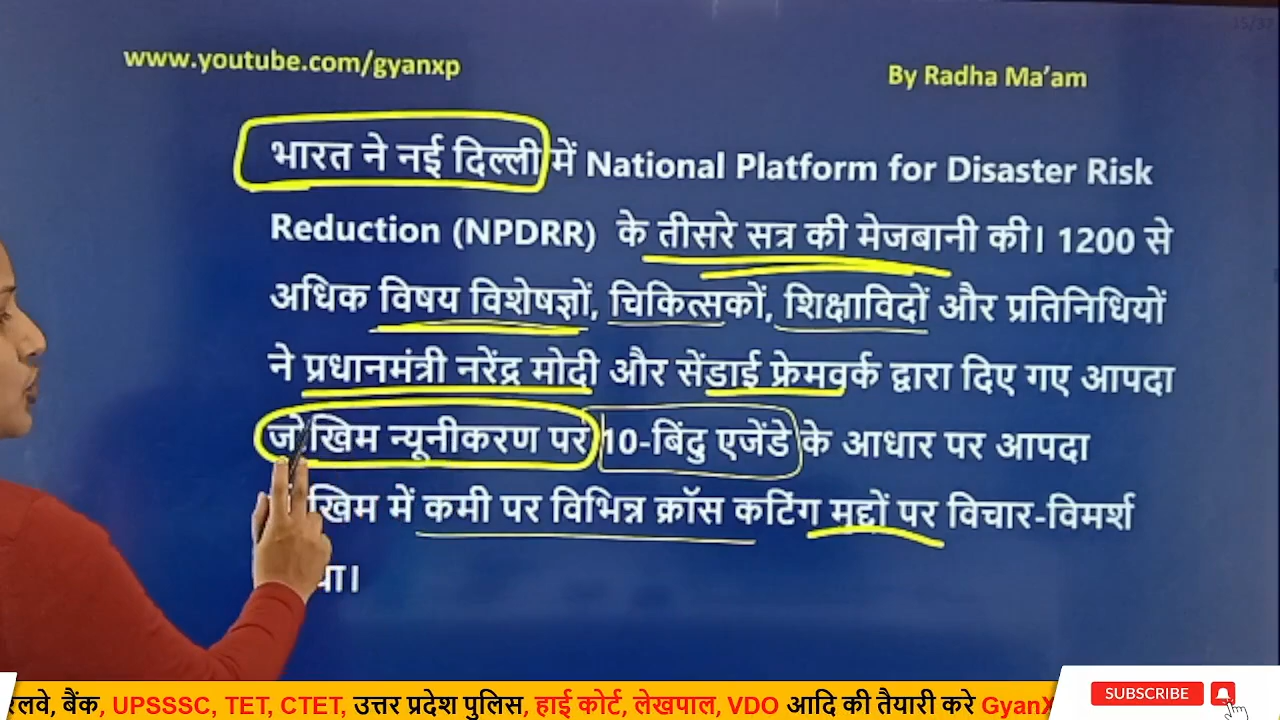 www.youtube.com/gyanxp
By Radha Ma’am
भारत ने नई दिल्ली में National Platform for Disaster Risk
Reduction (NPDRR) के तीसरे सत्र की मेजबानी की। 1200 से
अधिक विषय विशेषज्ञों, चिकित्सकों, शिक्षाविदों और प्रतिनिधियों
ने प्रधानमंत्री नरेंद्र मोदी और सेंडाई फ्रेमवर्क द्वारा दिए गए आपदा
जोखिम न्यूनीकरण पर 10-बिंदु एजेंडे के आधार पर आपदा
खिम में कमी पर विभिन्न क्रॉस कटिंग मुद्दों पर विचार-विमर्श
रेलवे, बैंक, UPSSSC, TET, CTET, उत्तर प्रदेश पुलिस, हाई कोर्ट, लेखपाल, VDO आदि की तैयारी करे Gyan
SUBSCRIBE